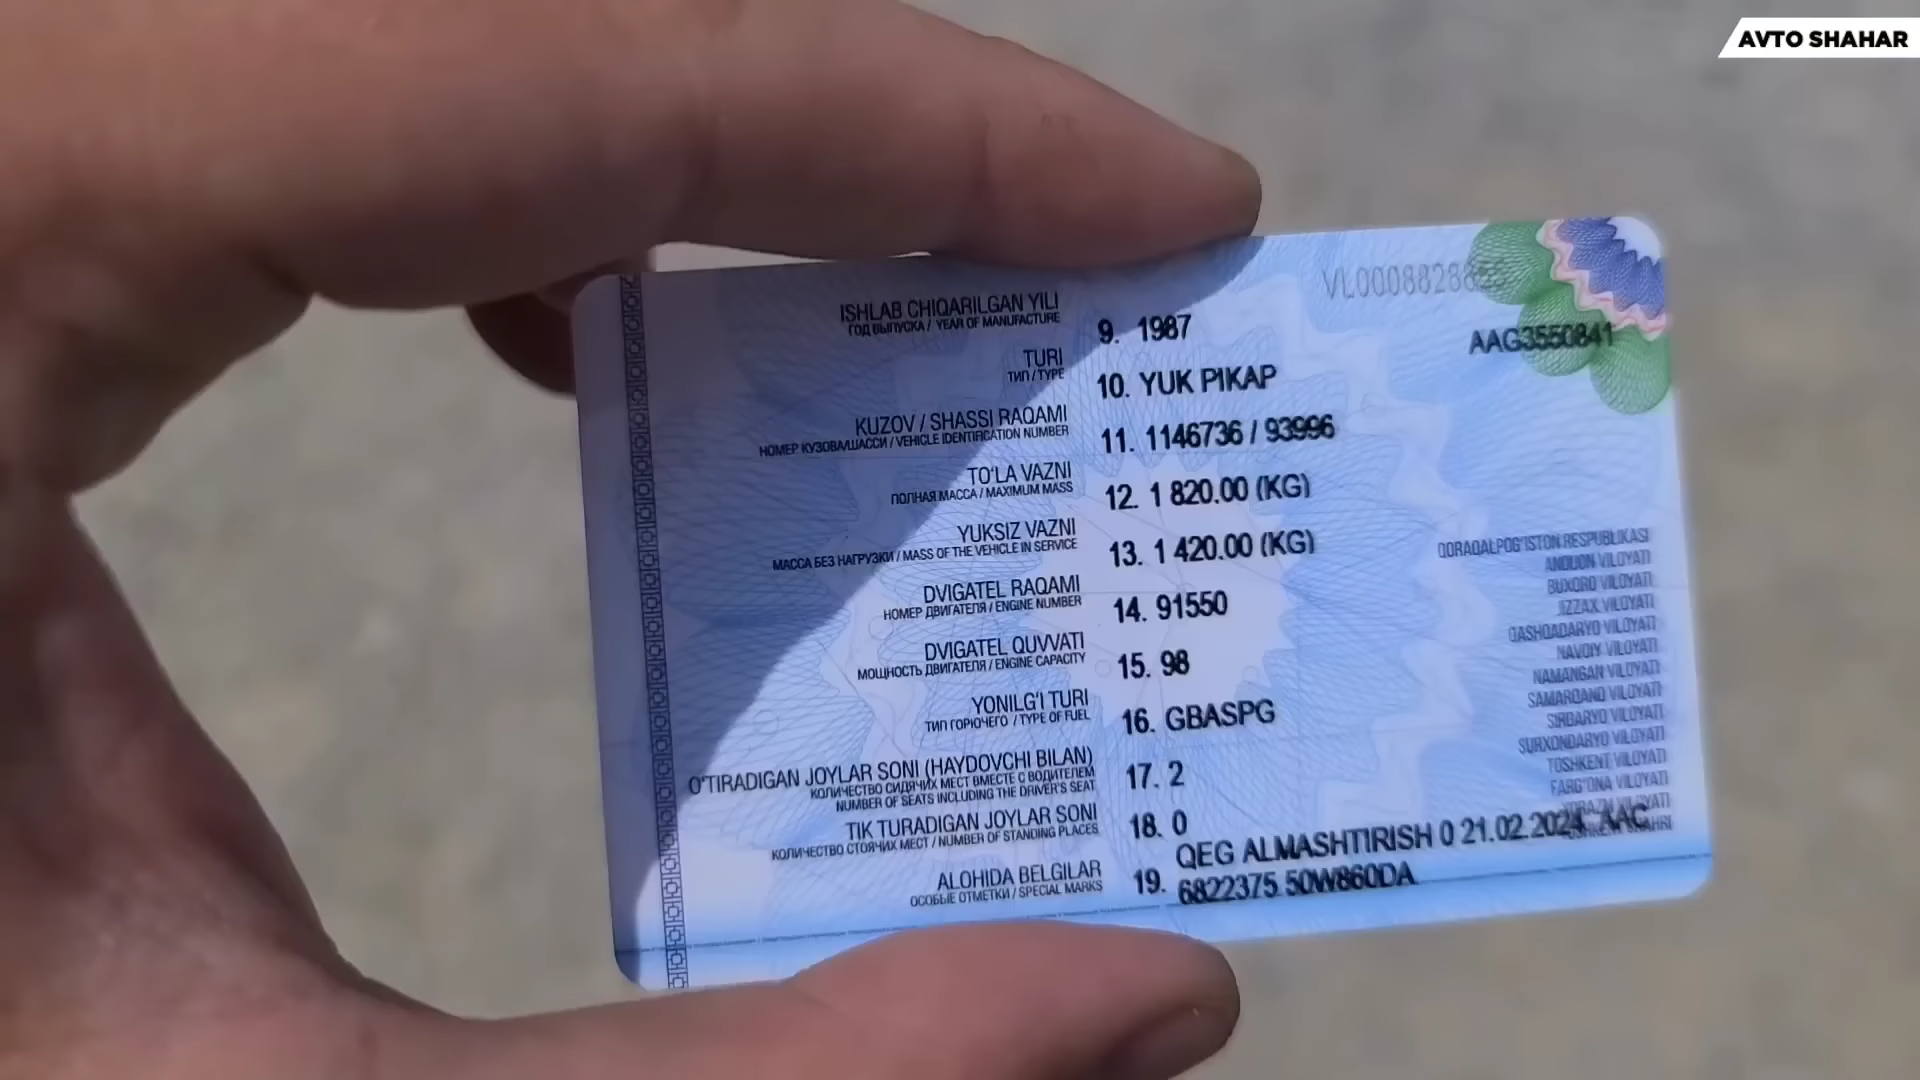 AVTO SHAHAR
VL0008828823
AAG3550841
ISHLAB CHIQARILGAN YILI
ГОД ВЫПУСКА / YEAR OF MANUFACTURE
9. 1987
TURI
ТИП / TYPE
10. YUK PIKAP
KUZOV / SHASSI RAQAMI
НОМЕР КУЗОВА/ШАССИ / VEHICLE IDENTIFICATION NUMBER
11. 1146736 / 93996
TO'LA VAZNI
ПОЛНАЯ МАССА / MAXIMUM MASS
12. 1 820.00 (KG)
YUKSIZ VAZNI
МАССА БЕЗ НАГРУЗКИ / MASS OF THE VEHICLE IN SERVICE
13. 1 420.00 (KG)
DVIGATEL RAQAMI
НОМЕР ДВИГАТЕЛЯ / ENGINE NUMBER
14. 91550
DVIGATEL QUVVATI
МОЩНОСТЬ ДВИГАТЕЛЯ / ENGINE CAPACITY
15. 98
YONILG'I TURI
ТИП ГОРЮЧЕГО / TYPE OF FUEL
16. GBASPG
O'TIRADIGAN JOYLAR SONI (HAYDOVCHI BILAN)
КОЛИЧЕСТВО СИДЯЧИХ МЕСТ ВМЕСТЕ С ВОДИТЕЛЕМ
NUMBER OF SEATS INCLUDING THE DRIVER'S SEAT
17. 2
TIK TURADIGAN JOYLAR SONI
КОЛИЧЕСТВО СТОЯЧИХ МЕСТ / NUMBER OF STANDING PLACES
18. 0
ALOHIDA BELGILAR
ОСОБЫЕ ОТМЕТКИ / SPECIAL MARKS
19. QEG ALMASHTIRISH 0 21.02.2024 AAC
6822375 50W860DA
QORAQALPOG'ISTON RESPUBLIKASI
ANDIJON VILOYATI
BUXORO VILOYATI
JIZZAX VILOYATI
QASHQADARYO VILOYATI
NAVOIY VILOYATI
NAMANGAN VILOYATI
SAMARQAND VILOYATI
SIRDARYO VILOYATI
SURXONDARYO VILOYATI
TOSHKENT VILOYATI
FARG'ONA VILOYATI
VILOYATI
SHAHRI